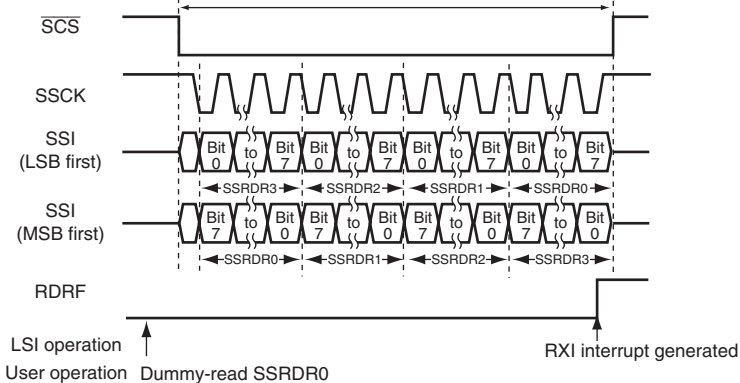 SCS
SSCK
SSI
(LSB first)
Bit 0 to Bit 7 Bit 0 to Bit 7 Bit 0 to Bit 7 Bit 0 to Bit 7
SSRDR3 SSRDR2 SSRDR1 SSRDR0
SSI
(MSB first)
Bit 7 to Bit 0 Bit 7 to Bit 0 Bit 7 to Bit 0 Bit 7 to Bit 0
SSRDR0 SSRDR1 SSRDR2 SSRDR3
RDRF
LSI operation
RXI interrupt generated
User operation Dummy-read SSRDR0